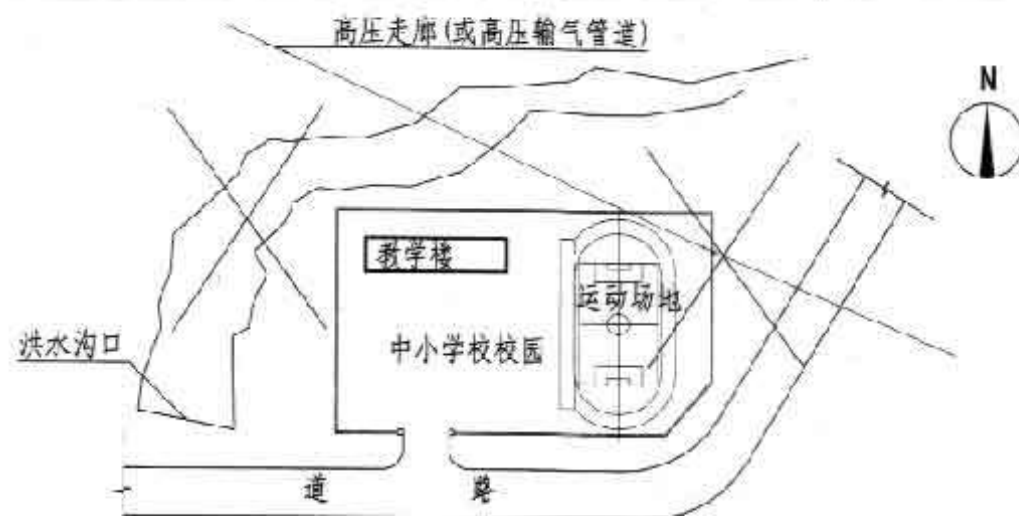 高压走廊(或高压输气管道)
N
教学楼
运动场地
洪水沟口
中小学校校园
道 路